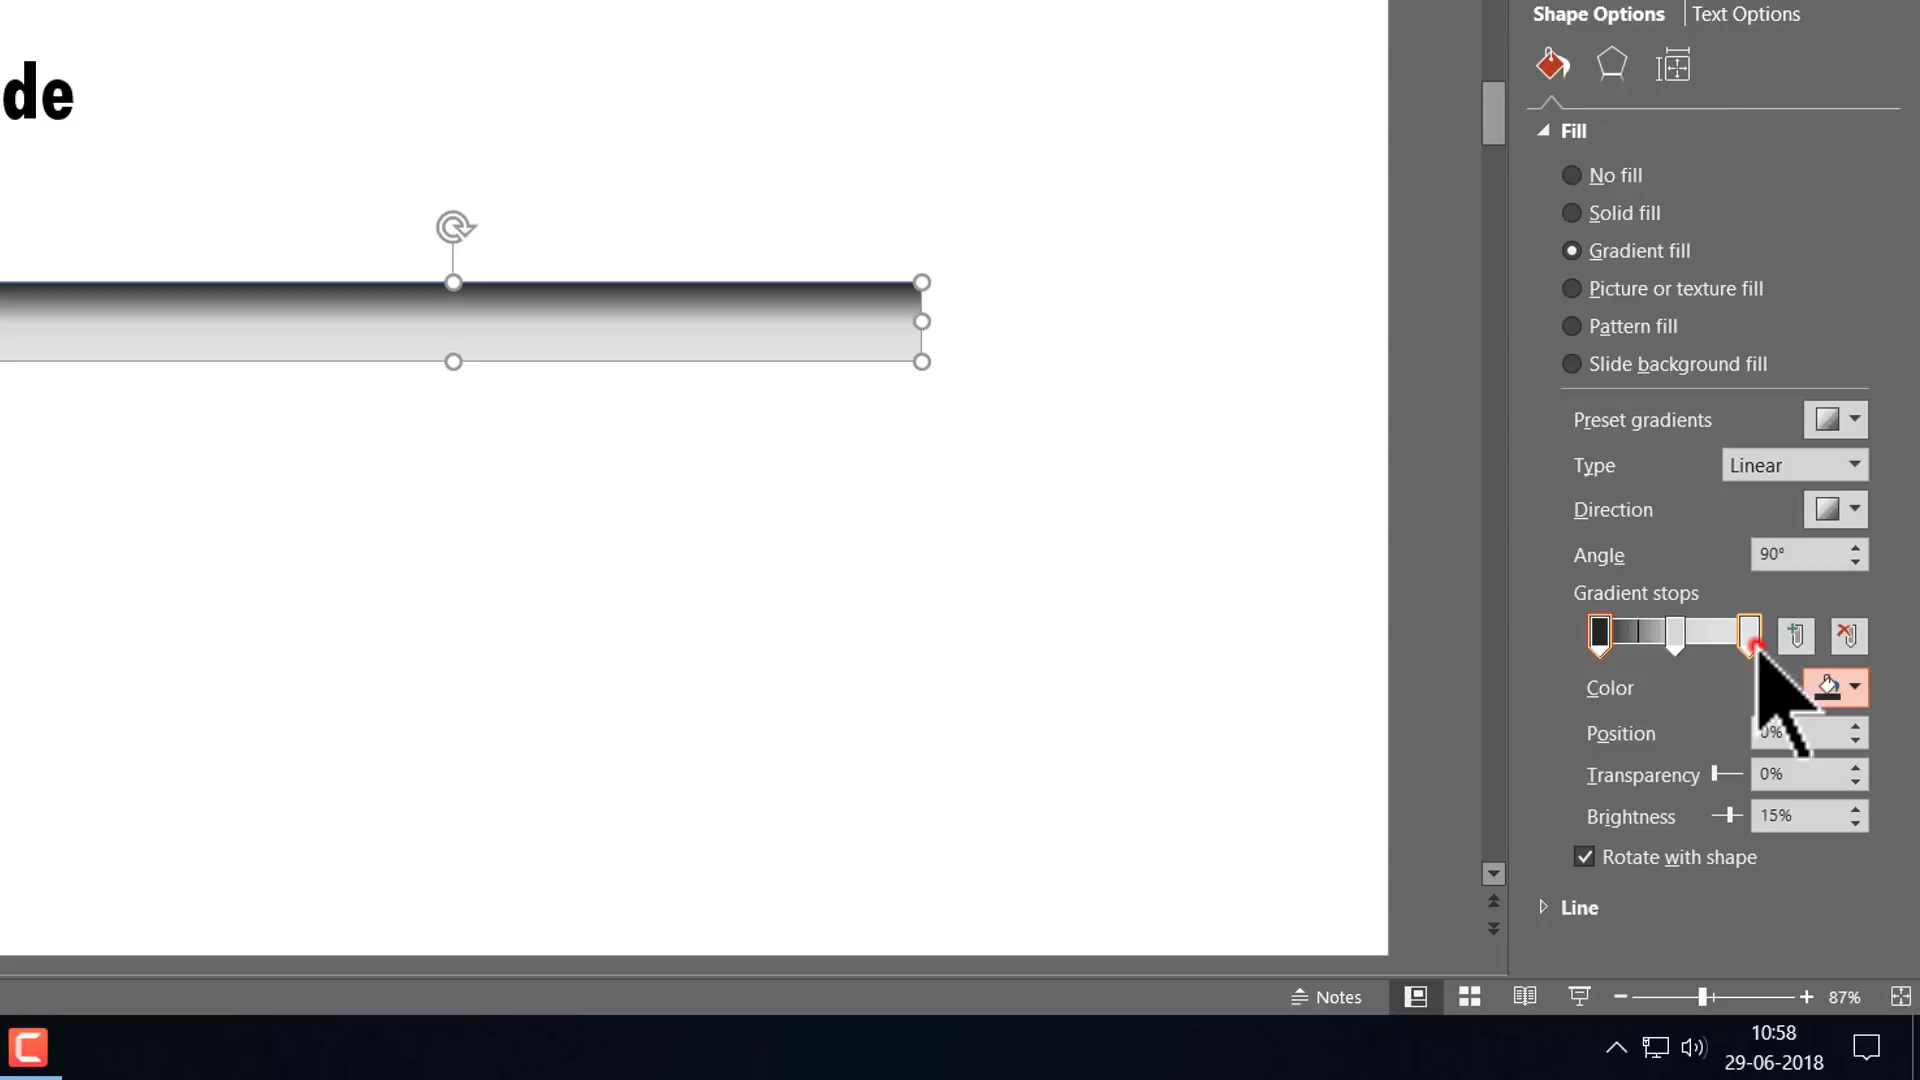 Shape Options
Text Options
de
Fill
No fill
Solid fill
Gradient fill
Picture or texture fill
Pattern fill
Slide background fill
Preset gradients
Type Linear
Direction
Angle 90°
Gradient stops
Color
Position 0%
Transparency 0%
Brightness 15%
Rotate with shape
Line
Notes
87%
10:58
29-06-2018